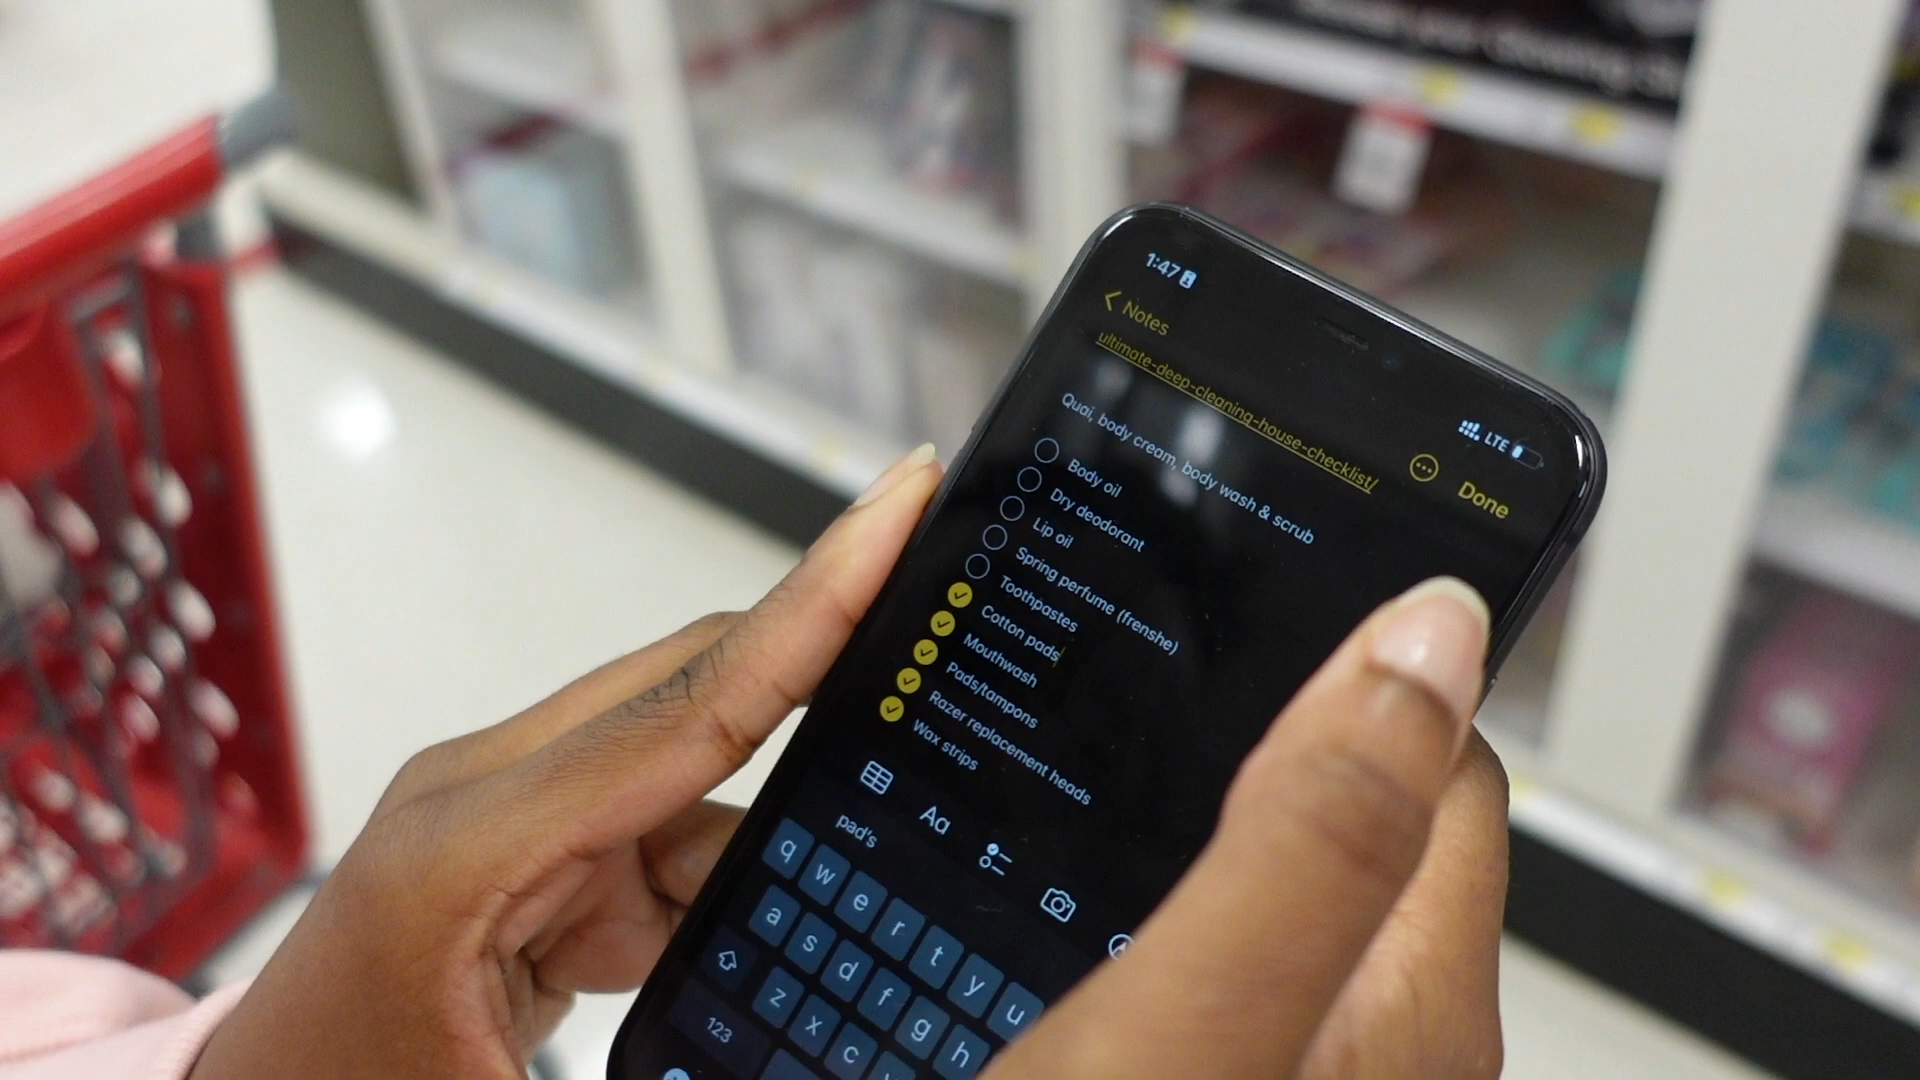 1:47
LTE
Notes
Done
ultimate-deep-cleaning-house-checklist/
Quai, body cream, body wash & scrub
Body oil
Dry deodorant
Lip oil
Spring perfume (frenshe)
Toothpastes
Cotton pads
Mouthwash
Pads/tampons
Razer replacement heads
Wax strips
Aa
pad's
q w e r t y u
a s d f g h
z x c
123